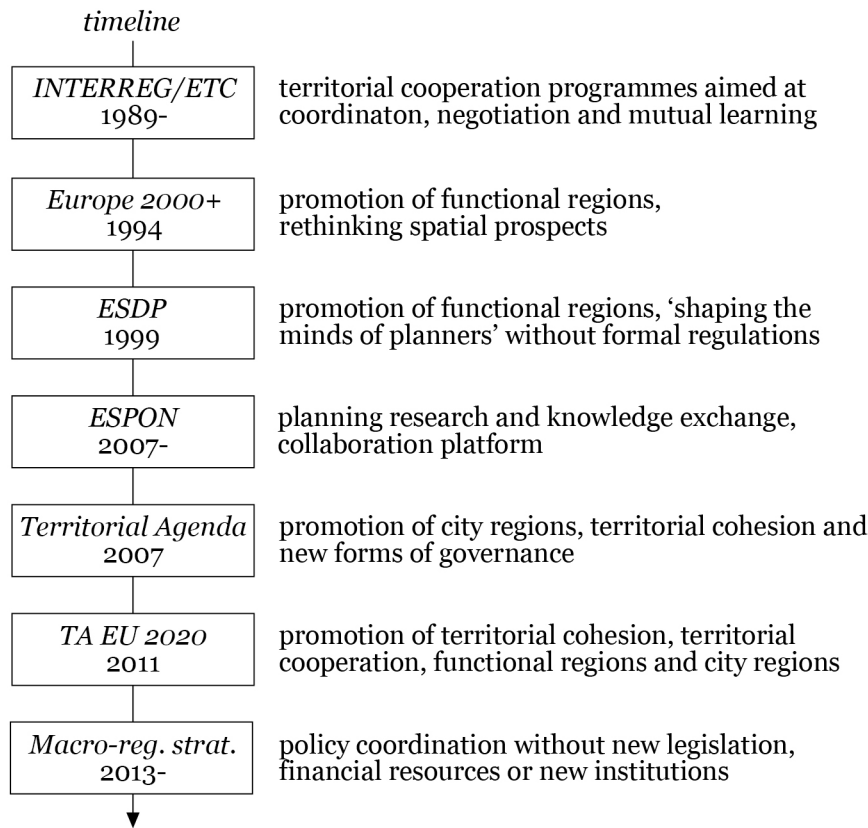 timeline
INTERREG/ETC
1989-
territorial cooperation programmes aimed at
coordinaton, negotiation and mutual learning
Europe 2000+
1994
promotion of functional regions,
rethinking spatial prospects
ESDP
1999
promotion of functional regions, ‘shaping the
minds of planners’ without formal regulations
ESPON
2007-
planning research and knowledge exchange,
collaboration platform
Territorial Agenda
2007
promotion of city regions, territorial cohesion and
new forms of governance
TA EU 2020
2011
promotion of territorial cohesion, territorial
cooperation, functional regions and city regions
Macro-reg. strat.
2013-
policy coordination without new legislation,
financial resources or new institutions